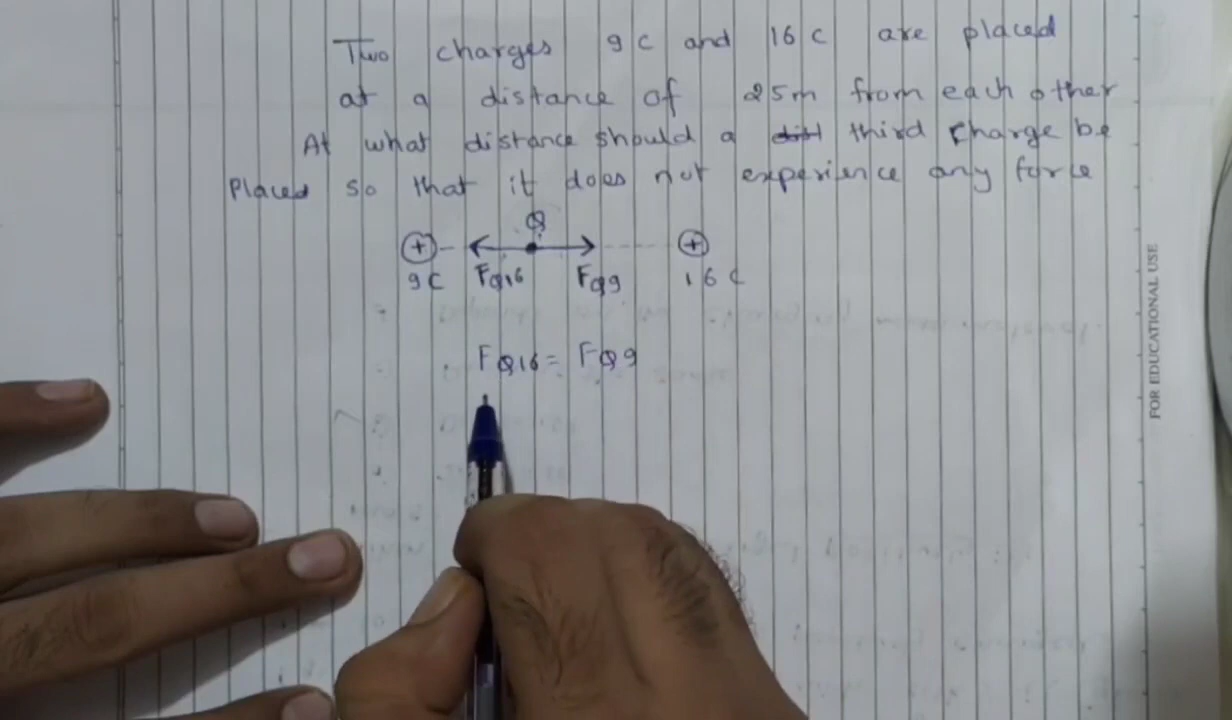 Two charges 9 C and 16 C are placed
at a distance of 25m from each other
At what distance should a third charge be
placed so that it does not experience any force
Q
+ +
9 C FQ16 FQ9 16 C
FQ16 = FQ9
FOR EDUCATIONAL USE